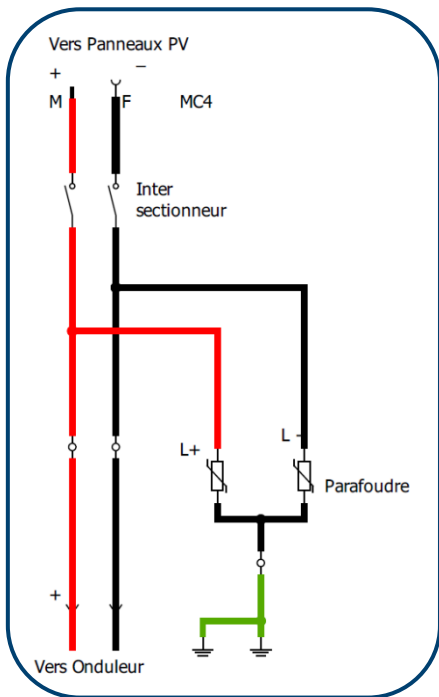 Vers Panneaux PV
+ –
M F MC4
Inter
sectionneur
L+ L -
Parafoudre
+
Vers Onduleur